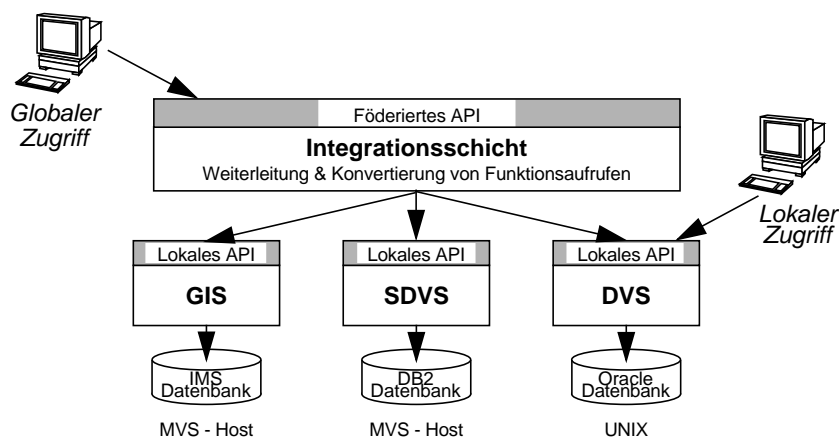 Globaler
Zugriff
Föderiertes API
Integrationsschicht
Weiterleitung & Konvertierung von Funktionsaufrufen
Lokaler
Zugriff
Lokales API
GIS
Lokales API
SDVS
Lokales API
DVS
IMS
Datenbank
DB2
Datenbank
Oracle
Datenbank
MVS - Host
MVS - Host
UNIX